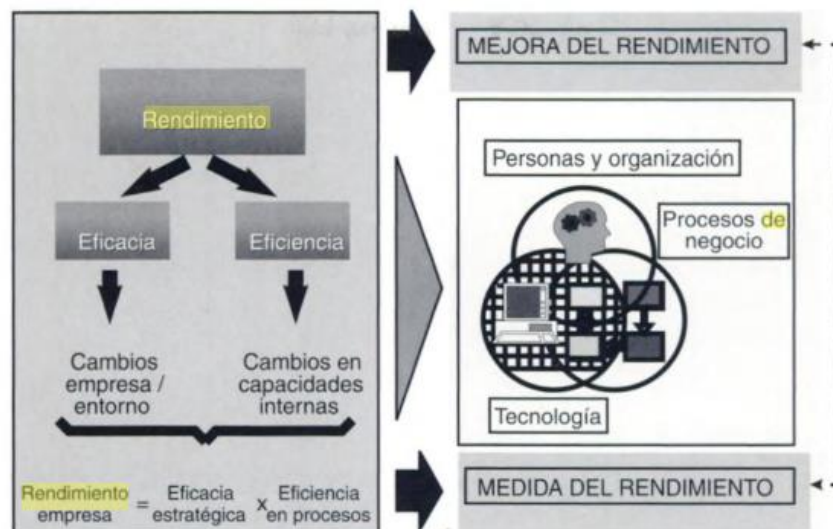 Rendimiento
Eficacia
Eficiencia
Cambios
empresa /
entorno
Cambios en
capacidades
internas
Rendimiento
empresa
=
Eficacia
estratégica
x
Eficiencia
en procesos
MEJORA DEL RENDIMIENTO
Personas y organización
Procesos de
negocio
Tecnología
MEDIDA DEL RENDIMIENTO